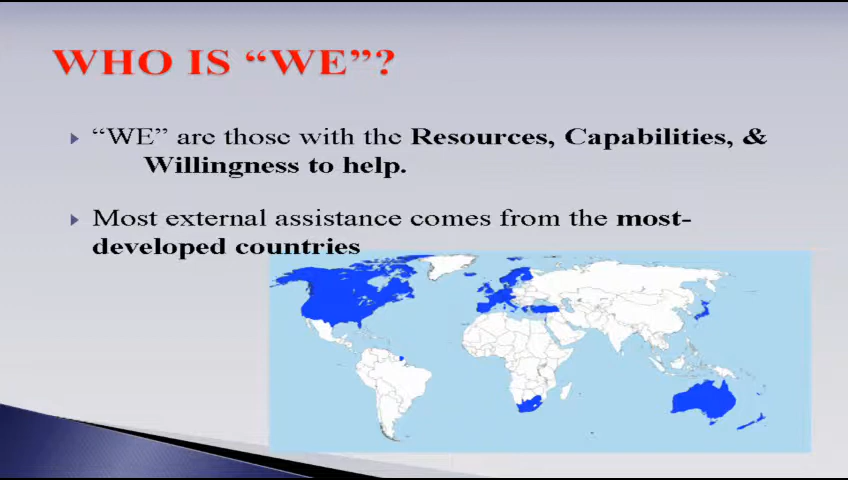 WHO IS “WE”?
“WE” are those with the Resources, Capabilities, &
Willingness to help.
Most external assistance comes from the most-
developed countries